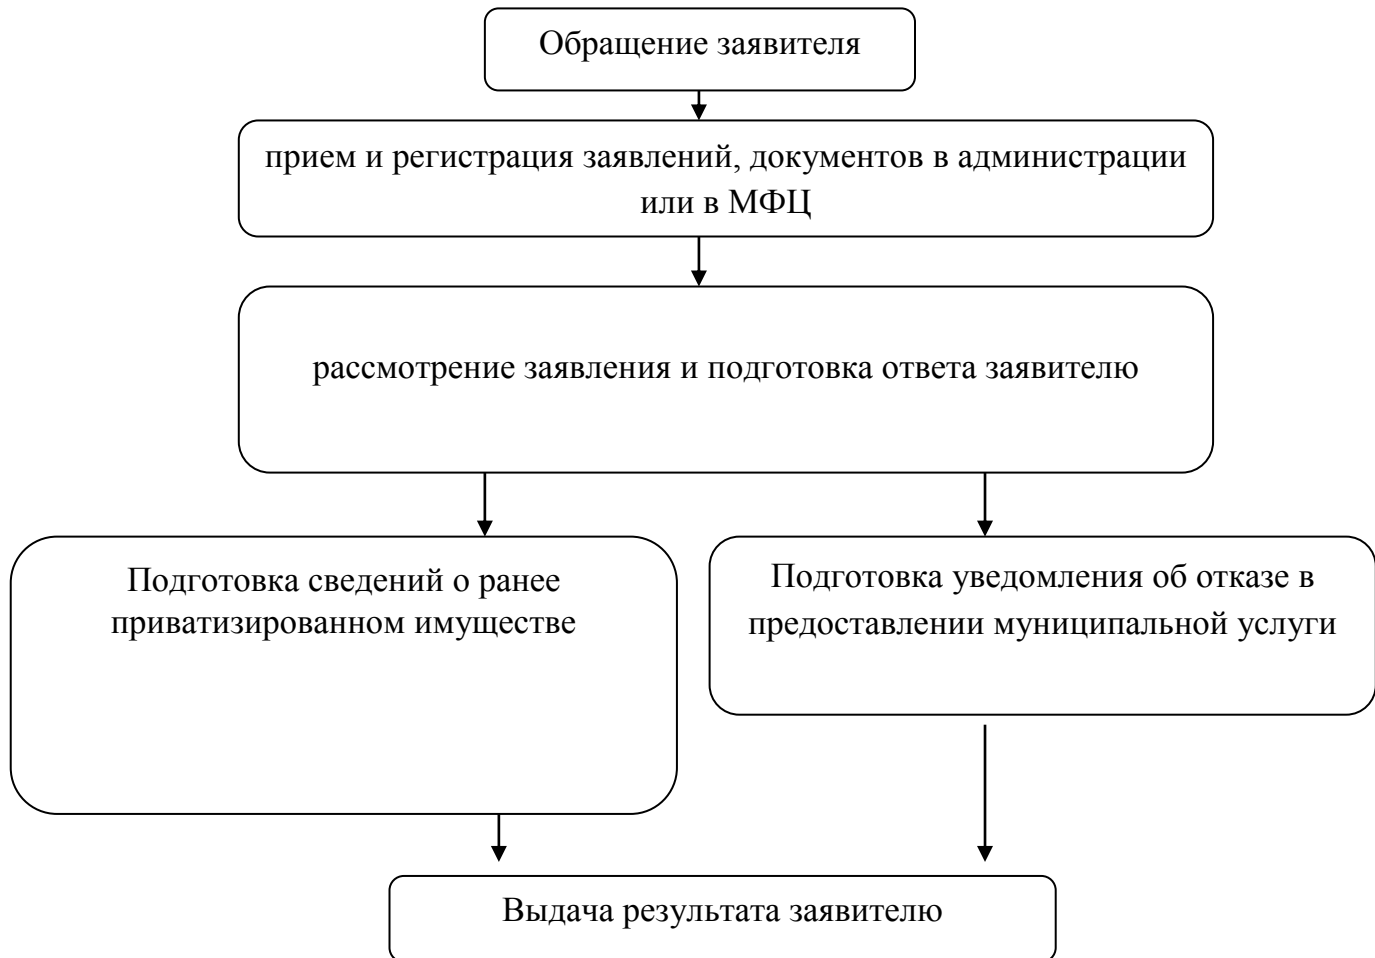 Обращение заявителя
прием и регистрация заявлений, документов в администрации
или в МФЦ
рассмотрение заявления и подготовка ответа заявителю
Подготовка сведений о ранее
приватизированном имуществе
Подготовка уведомления об отказе в
предоставлении муниципальной услуги
Выдача результата заявителю